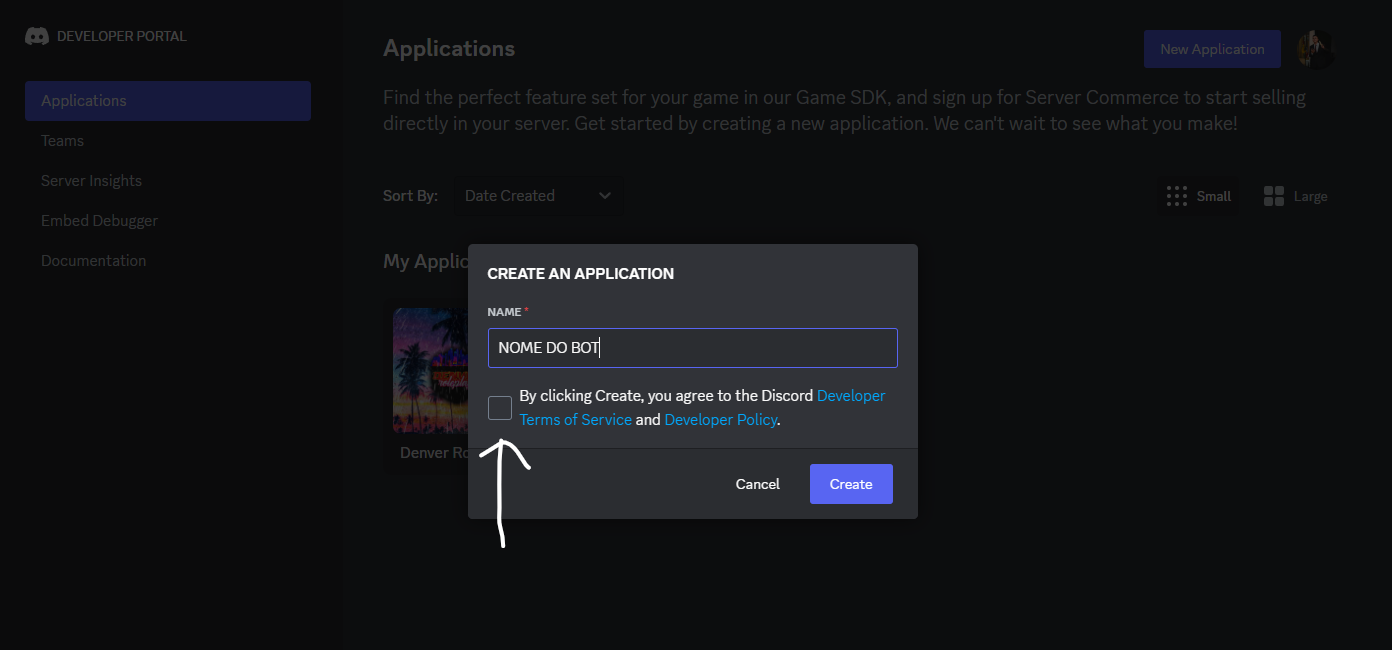 DEVELOPER PORTAL
Applications
Teams
Server Insights
Embed Debugger
Documentation
Applications
New Application
Find the perfect feature set for your game in our Game SDK, and sign up for Server Commerce to start selling
directly in your server. Get started by creating a new application. We can't wait to see what you make!
Sort By:
Date Created
Small
Large
My Applic
Denver Ro
CREATE AN APPLICATION
NAME *
NOME DO BOT
By clicking Create, you agree to the Discord Developer
Terms of Service and Developer Policy.
Cancel
Create